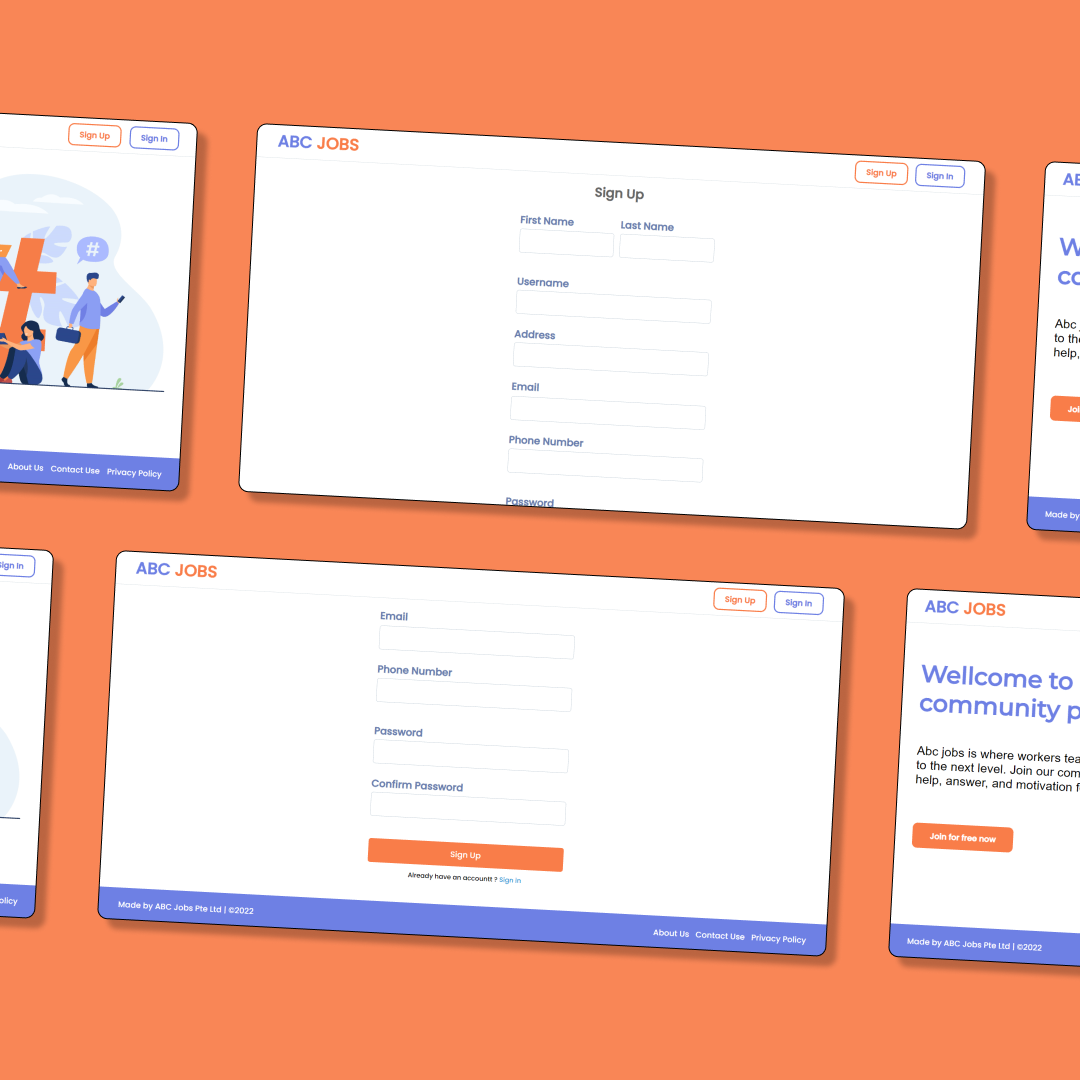 Sign Up Sign In
#
About Us Contact Use Privacy Policy
ABC JOBS
Sign Up Sign In
Sign Up
First Name Last Name
Username
Address
Email
Phone Number
Password
Abc
to the
help,
Made by
Sign In
ABC JOBS
Sign Up Sign In
Email
Phone Number
Password
Confirm Password
Sign Up
Already have an accountt ? Sign In
Made by ABC Jobs Pte Ltd | ©2022
About Us Contact Use Privacy Policy
ABC JOBS
Wellcome to
community p
Abc jobs is where workers tea
to the next level. Join our com
help, answer, and motivation f
Join for free now
Made by ABC Jobs Pte Ltd | ©2022